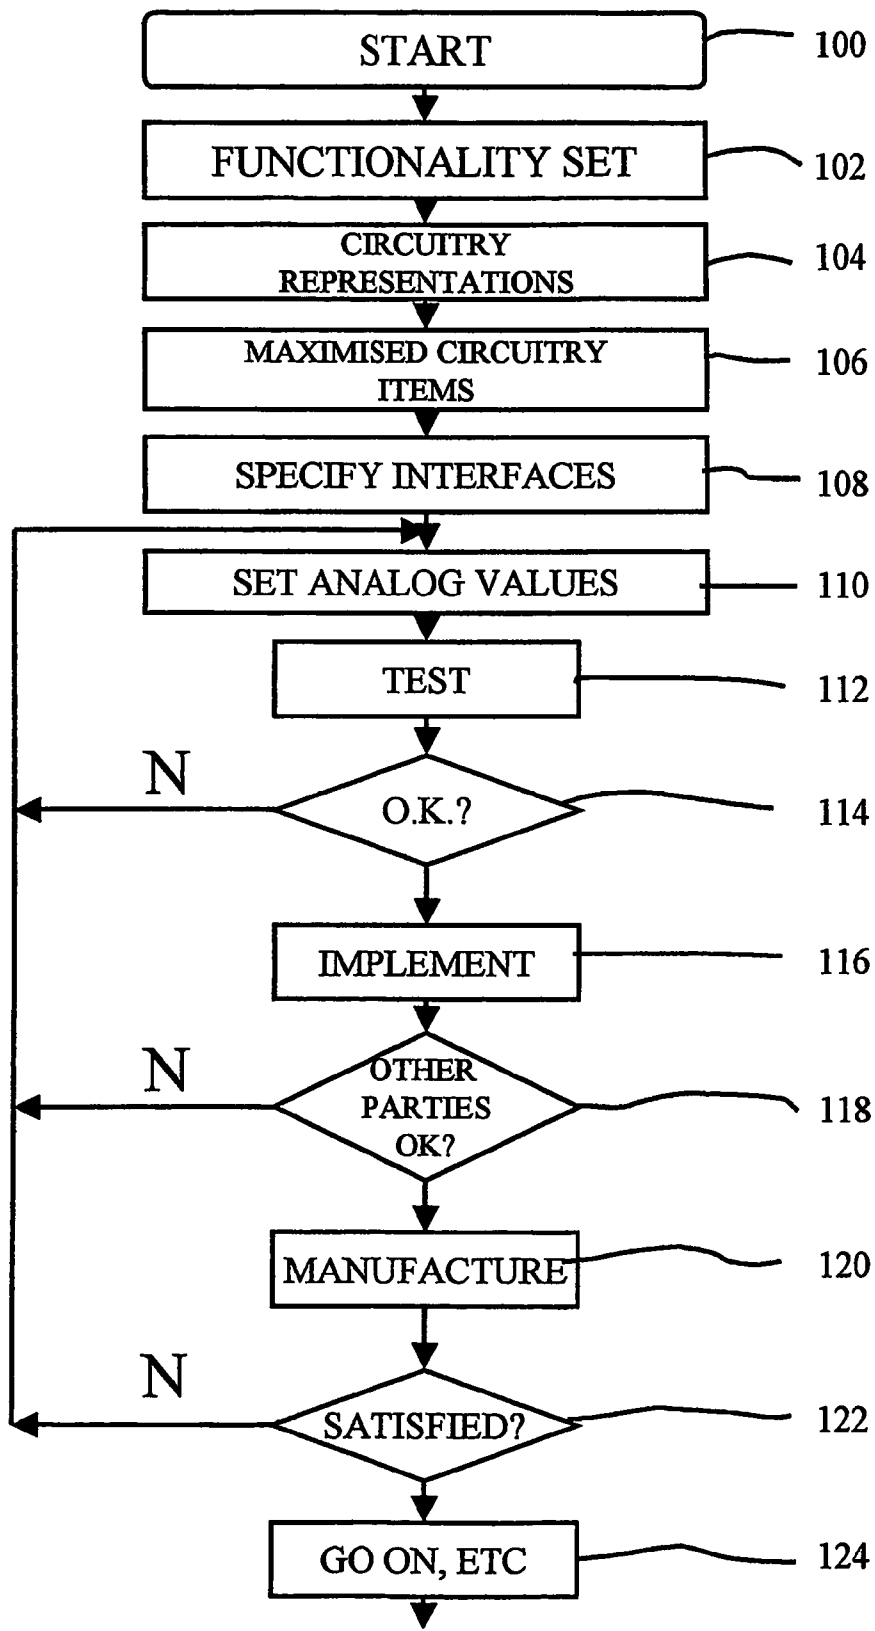 START
100
FUNCTIONALITY SET
102
CIRCUITRY
REPRESENTATIONS
104
MAXIMISED CIRCUITRY
ITEMS
106
SPECIFY INTERFACES
108
SET ANALOG VALUES
110
TEST
112
N
O.K.?
114
IMPLEMENT
116
N
OTHER
PARTIES
OK?
118
MANUFACTURE
120
N
SATISFIED?
122
GO ON, ETC
124